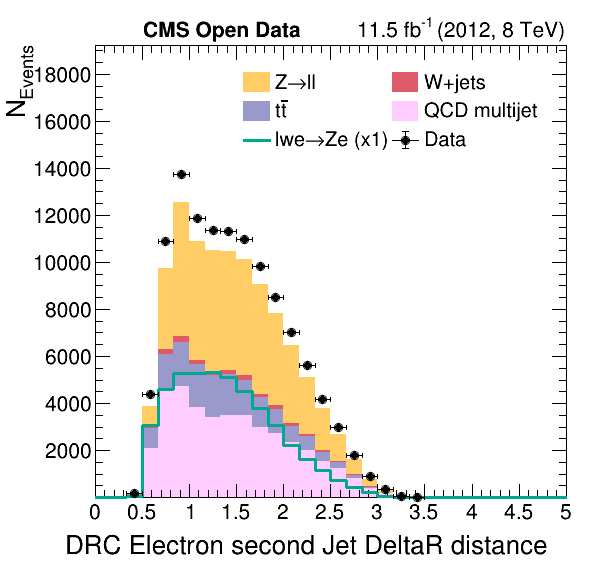 CMS Open Data 11.5 fb⁻¹ (2012, 8 TeV)
N_Events
Z→ll W+jets
tt̄ QCD multijet
lwe→Ze (x1) Data
18000
16000
14000
12000
10000
8000
6000
4000
2000
0 0.5 1 1.5 2 2.5 3 3.5 4 4.5 5
DRC Electron second Jet DeltaR distance